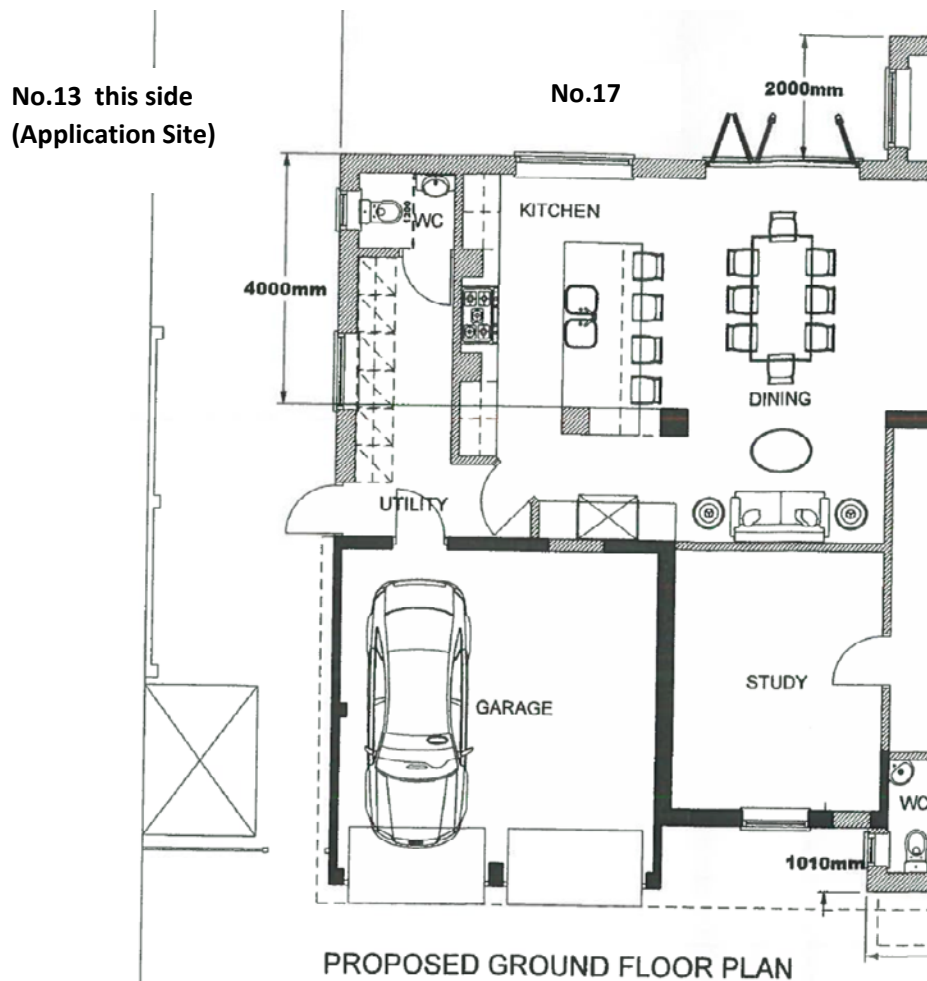 No.13 this side
(Application Site)
No.17
2000mm
KITCHEN
WC
4000mm
DINING
UTILITY
GARAGE
STUDY
WC
1010mm
PROPOSED GROUND FLOOR PLAN